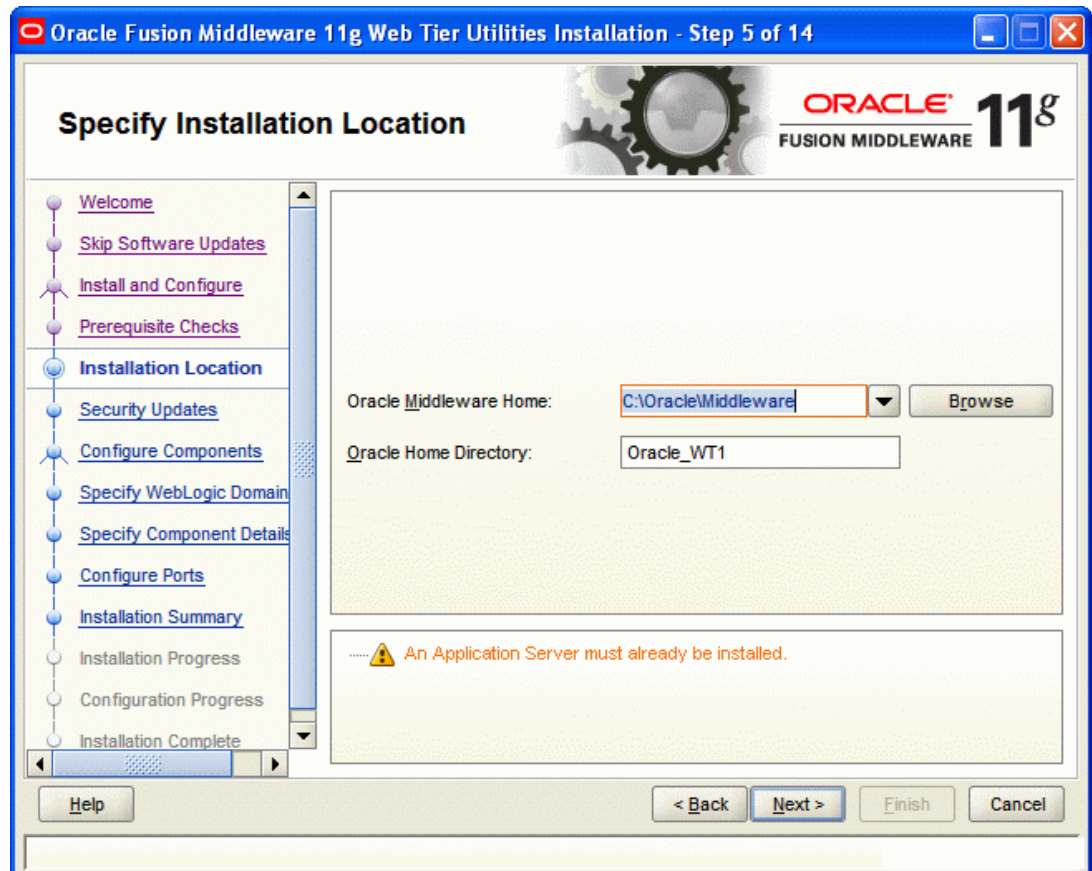 Oracle Fusion Middleware 11g Web Tier Utilities Installation - Step 5 of 14
Specify Installation Location
ORACLE
FUSION MIDDLEWARE 11g
Welcome
Skip Software Updates
Install and Configure
Prerequisite Checks
Installation Location
Security Updates
Configure Components
Specify WebLogic Domain
Specify Component Details
Configure Ports
Installation Summary
Installation Progress
Configuration Progress
Installation Complete
Oracle Middleware Home: C:\Oracle\Middleware Browse
Oracle Home Directory: Oracle_WT1
An Application Server must already be installed.
Help < Back Next > Finish Cancel